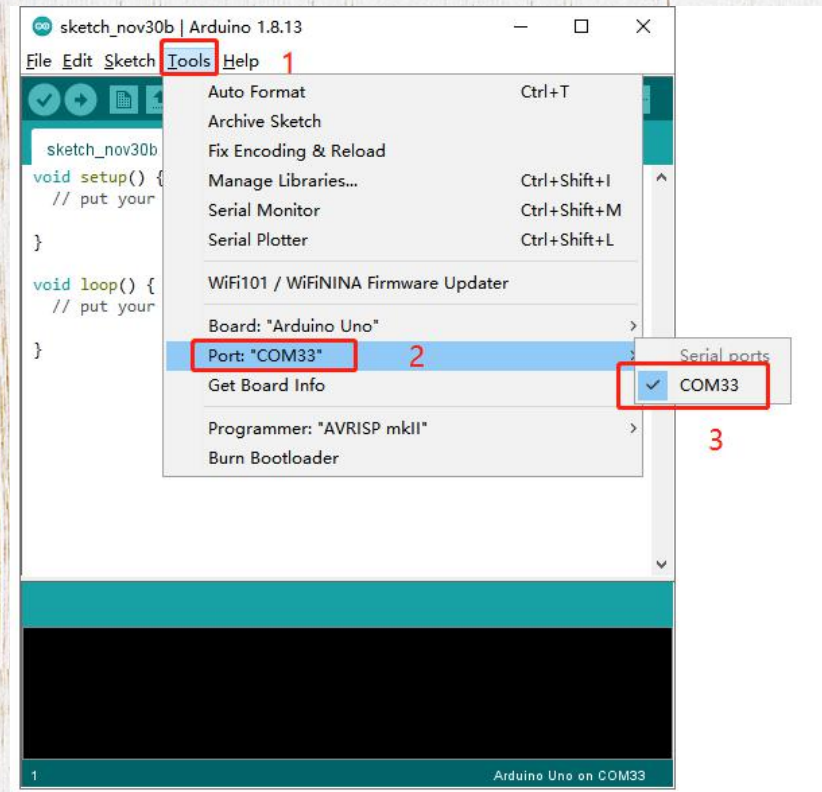 sketch_nov30b | Arduino 1.8.13
File Edit Sketch Tools Help
1
Auto Format Ctrl+T
Archive Sketch
sketch_nov30b
Fix Encoding & Reload
void setup() {
Manage Libraries... Ctrl+Shift+I
// put your
Serial Monitor Ctrl+Shift+M
}
Serial Plotter Ctrl+Shift+L
void loop() {
WiFi101 / WiFiNINA Firmware Updater
// put your
Board: "Arduino Uno"
}
Port: "COM33"
2
Serial ports
Get Board Info
COM33
3
Programmer: "AVRISP mkII"
Burn Bootloader
1
Arduino Uno on COM33